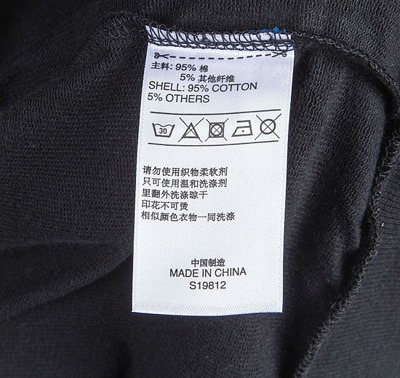 主料: 95% 棉
5% 其他纤维
SHELL: 95% COTTON
5% OTHERS
30
请勿使用织物柔软剂
只可使用温和洗涤剂
里翻外洗涤晾干
印花不可烫
相似颜色衣物一同洗涤
中国制造
MADE IN CHINA
S19812